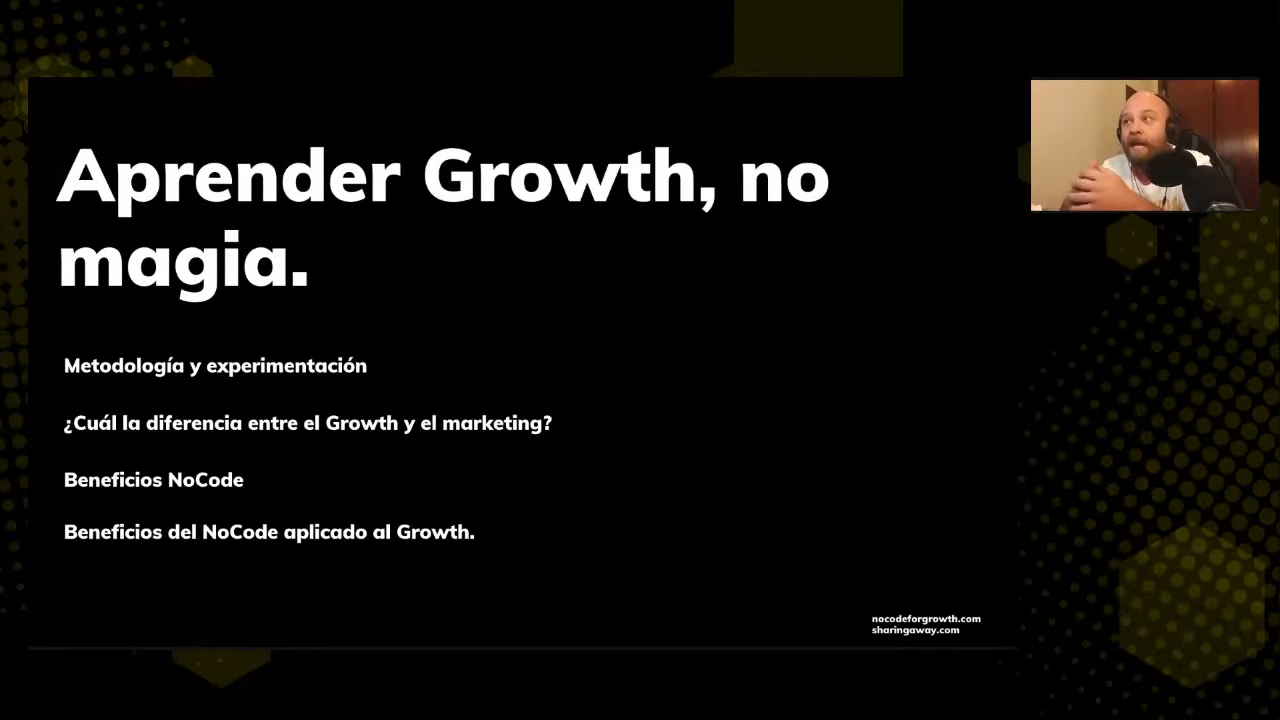 Aprender Growth, no
magia.
Metodología y experimentación
¿Cuál la diferencia entre el Growth y el marketing?
Beneficios NoCode
Beneficios del NoCode aplicado al Growth.
nocodeforgrowth.com
sharingaway.com